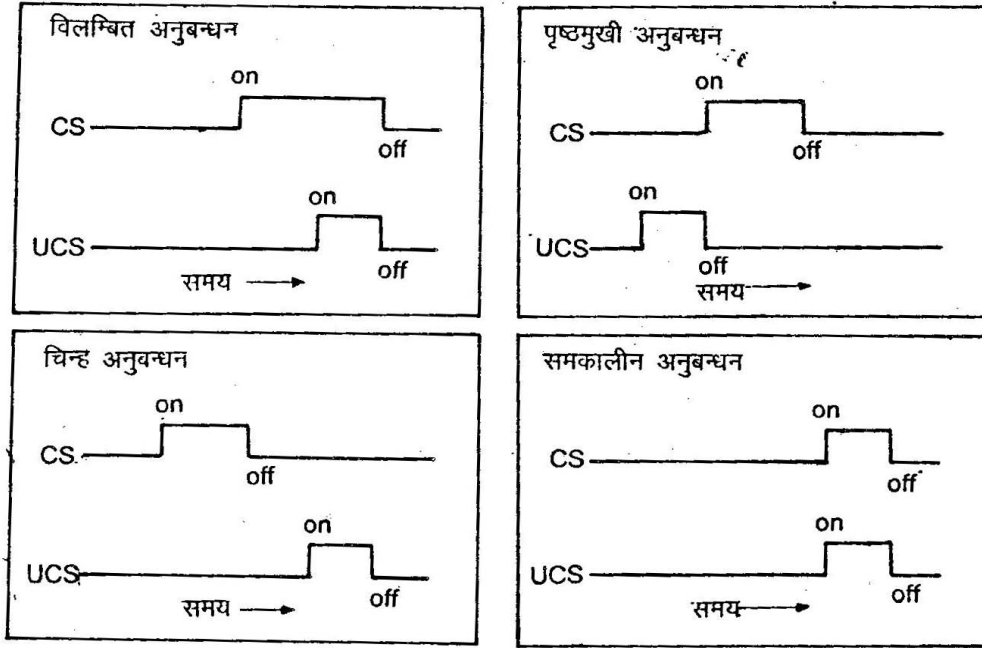 विलम्बित अनुबन्धन
on
CS
off
on
UCS
off
समय
पृष्ठमुखी अनुबन्धन
on
CS
off
on
UCS
off
समय
चिन्ह अनुवन्धन
on
CS
off
on
UCS
off
समय
समकालीन अनुबन्धन
on
CS
off
on
UCS
off
समय